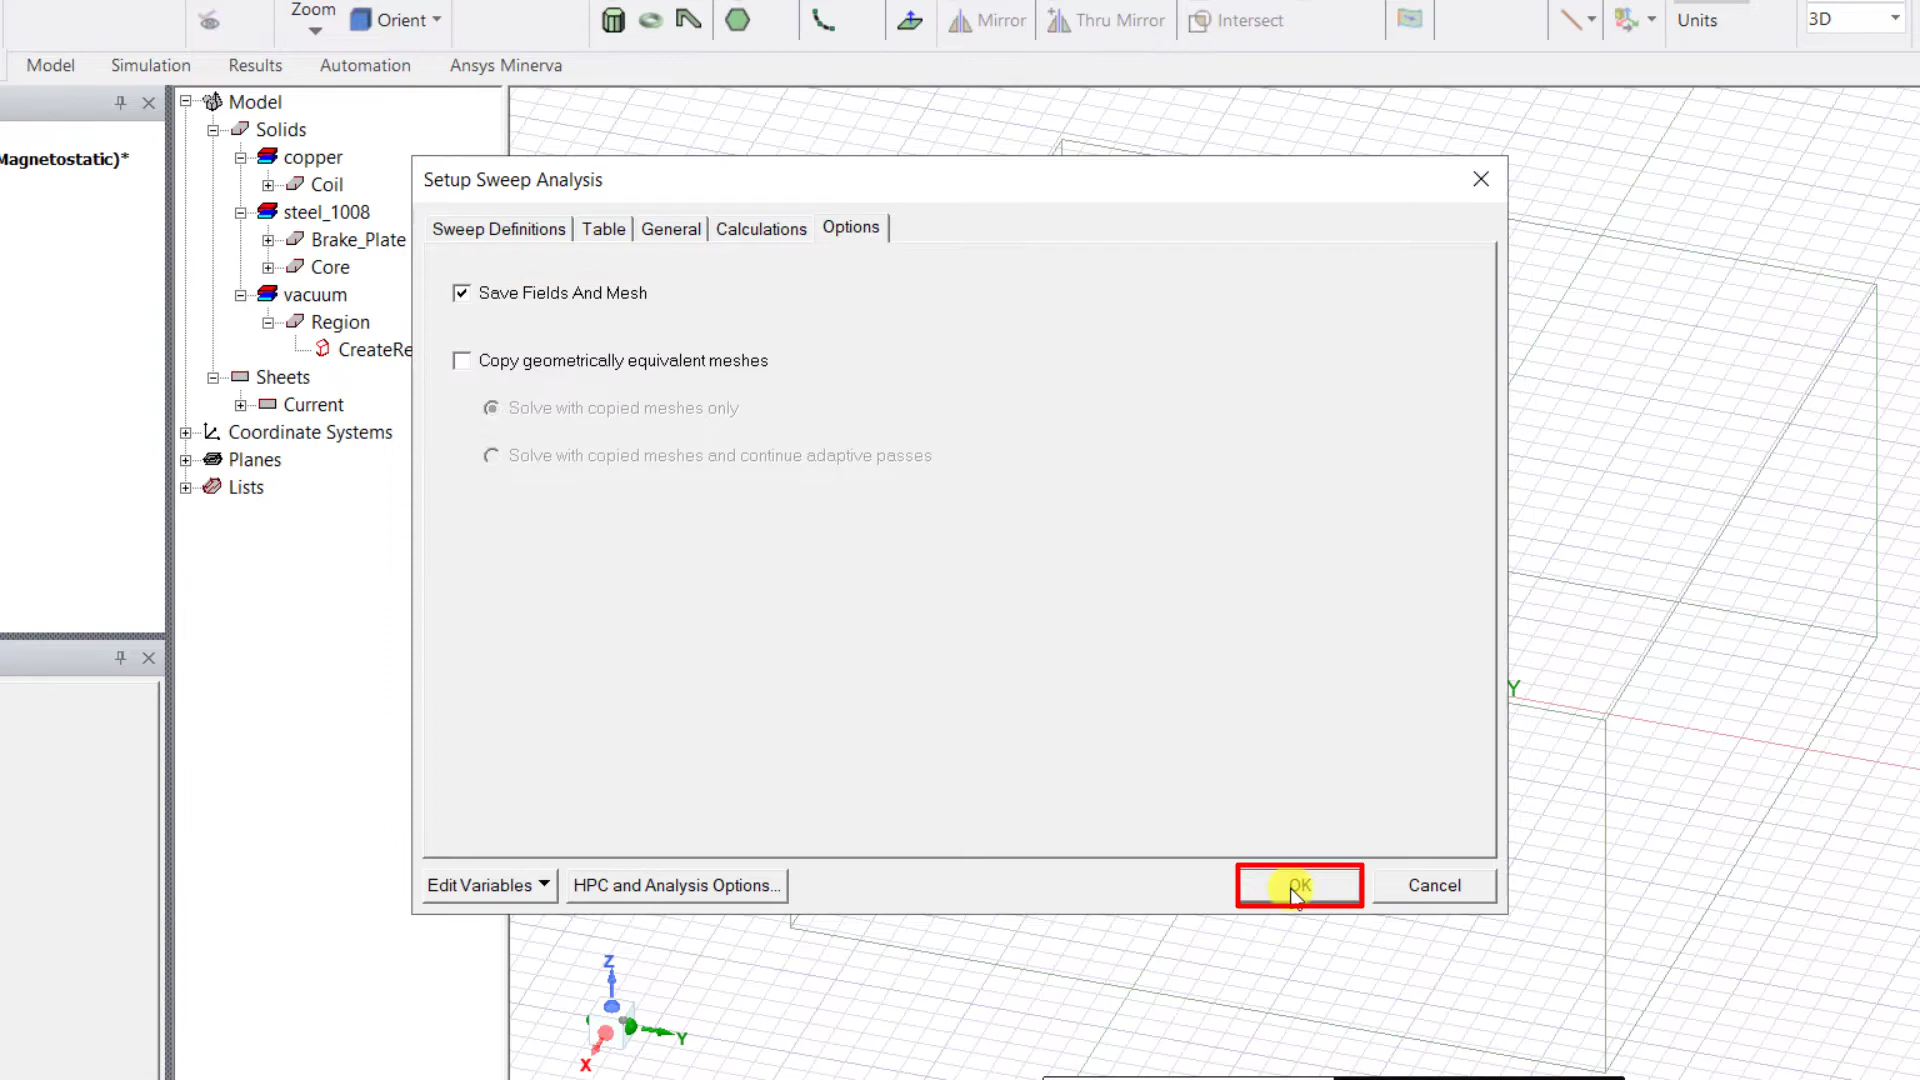 Zoom
Orient
Mirror
Thru Mirror
Intersect
Units
3D
Model
Simulation
Results
Automation
Ansys Minerva
Magnetostatic)*
Model
Solids
copper
Coil
steel_1008
Brake_Plate
Core
vacuum
Region
CreateRe
Sheets
Current
Coordinate Systems
Planes
Lists
Setup Sweep Analysis
Sweep Definitions
Table
General
Calculations
Options
Save Fields And Mesh
Copy geometrically equivalent meshes
Solve with copied meshes only
Solve with copied meshes and continue adaptive passes
Edit Variables
HPC and Analysis Options...
OK
Cancel
Y
Z
Y
X